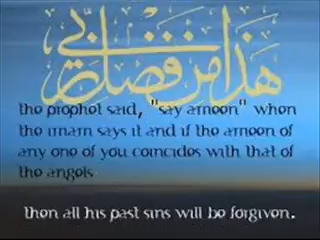 هذا من فضل ربي
the prophet said, "say ameen" when
the imam says it and if the ameen of
any one of you coincides with that of
the angels
then all his past sins will be forgiven.